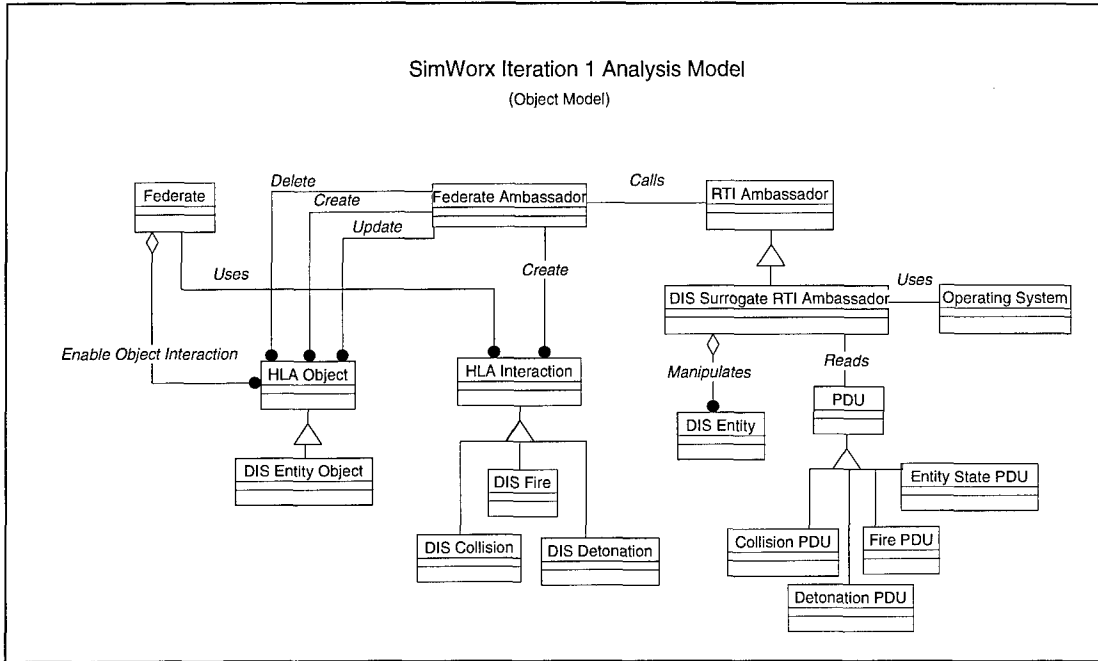 SimWorx Iteration 1 Analysis Model
(Object Model)
Delete
Calls
Federate
Federate Ambassador
RTI Ambassador
Create
Update
Uses
Create
DIS Surrogate RTI Ambassador
Uses
Operating System
Enable Object Interaction
Manipulates
Reads
HLA Object
HLA Interaction
PDU
DIS Entity
DIS Entity Object
DIS Fire
Entity State PDU
DIS Collision
DIS Detonation
Collision PDU
Fire PDU
Detonation PDU